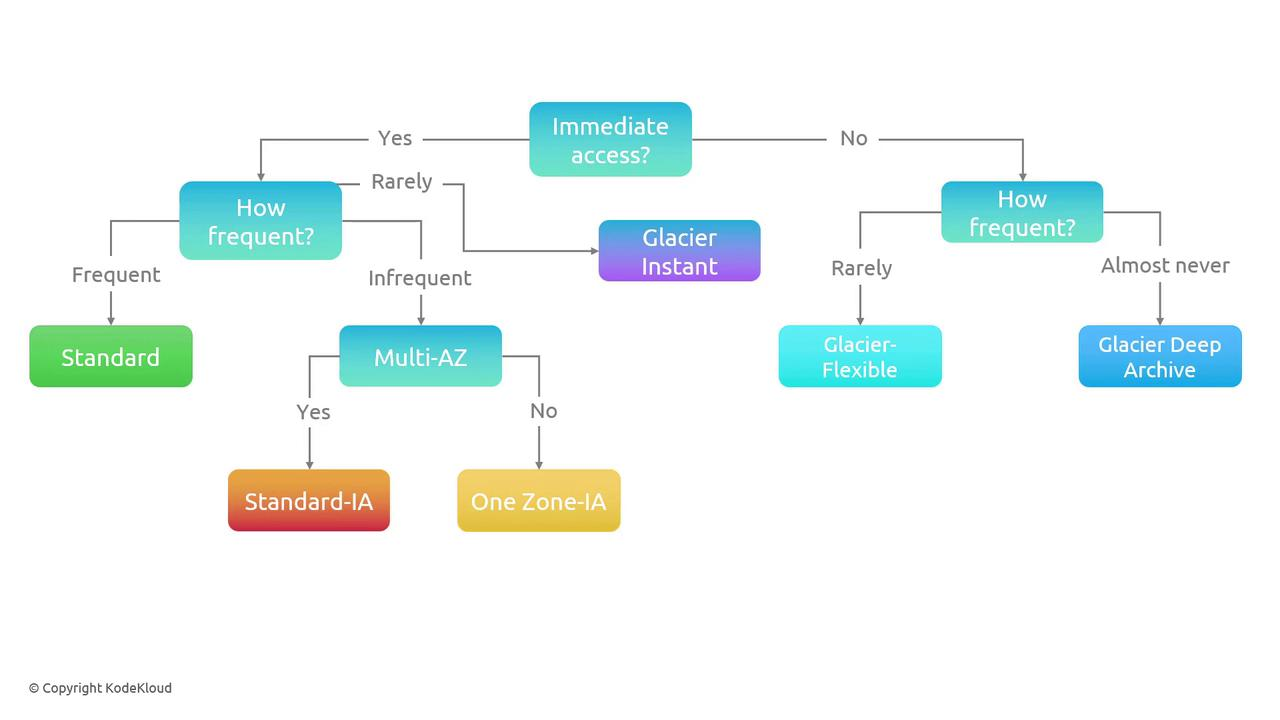 Immediate
access?
Yes
No
Rarely
How
frequent?
How
frequent?
Glacier
Instant
Frequent
Infrequent
Rarely
Almost never
Standard
Multi-AZ
Glacier-
Flexible
Glacier Deep
Archive
Yes
No
Standard-IA
One Zone-IA
© Copyright KodeKloud